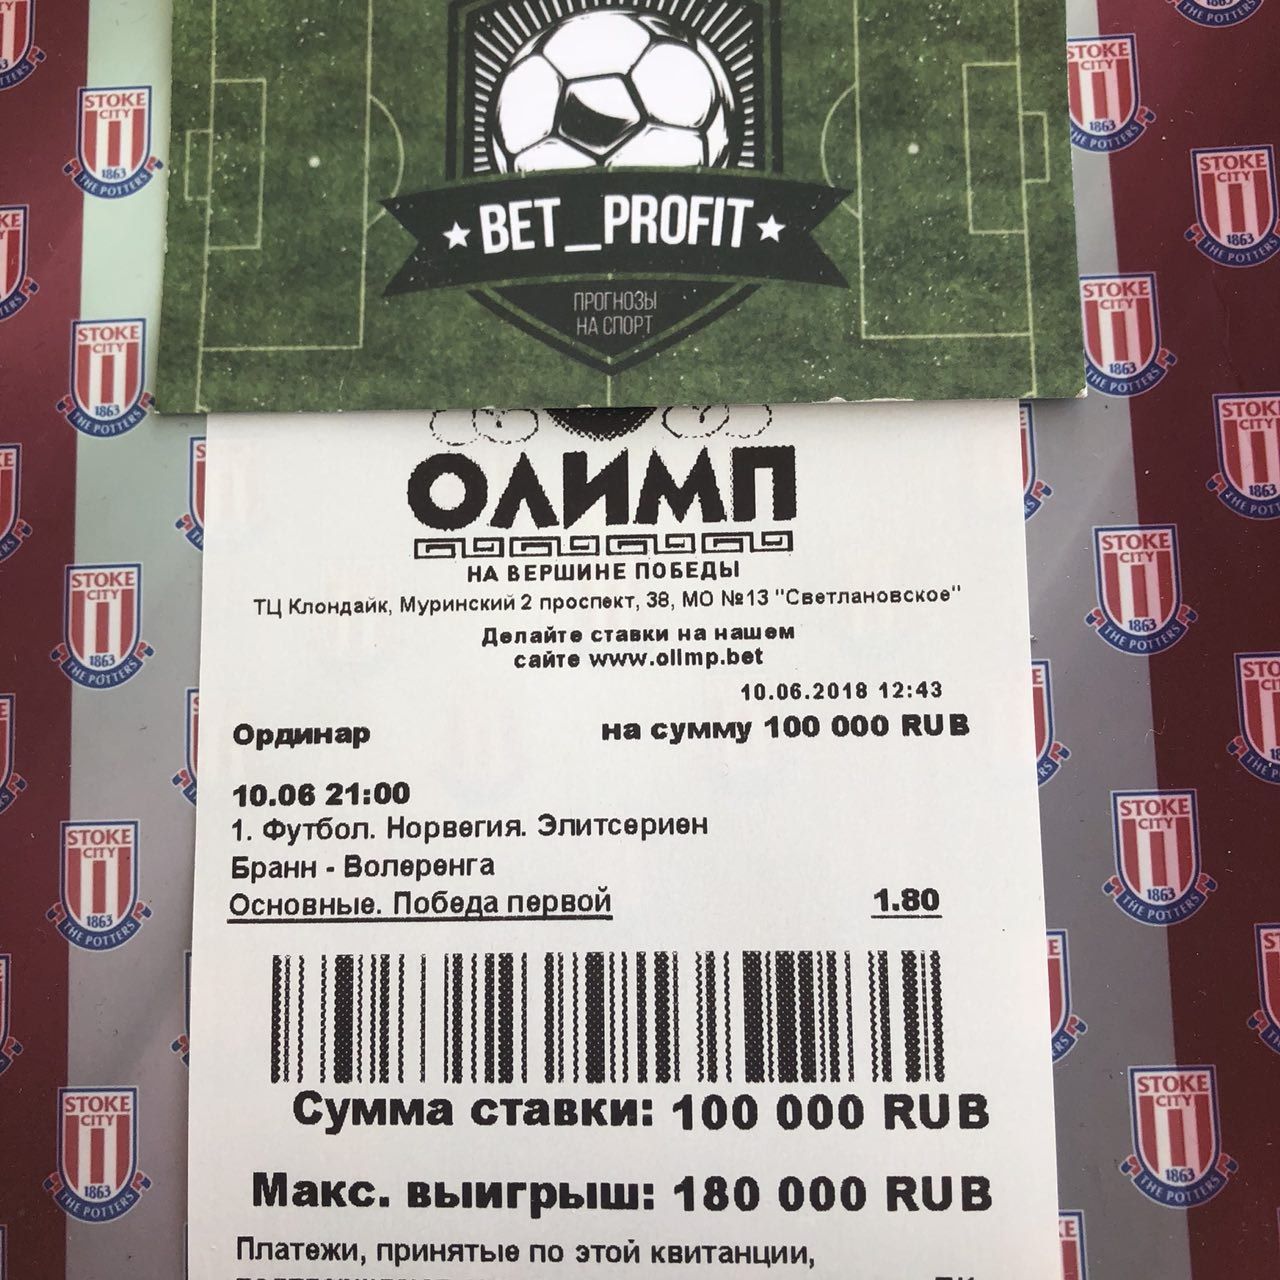 BET_PROFIT
ПРОГНОЗЫ
НА СПОРТ
ОЛИМП
НА ВЕРШИНЕ ПОБЕДЫ
ТЦ Клондайк, Муринский 2 проспект, 38, МО №13 "Светлановское"
Делайте ставки на нашем
сайте www.olimp.bet
10.06.2018 12:43
Ординар на сумму 100 000 RUB
10.06 21:00
1. Футбол. Норвегия. Элитсериен
Бранн - Волеренга
Основные. Победа первой 1.80
Сумма ставки: 100 000 RUB
Макс. выигрыш: 180 000 RUB
Платежи, принятые по этой квитанции,
STOKE
CITY
1863
THE POTTERS